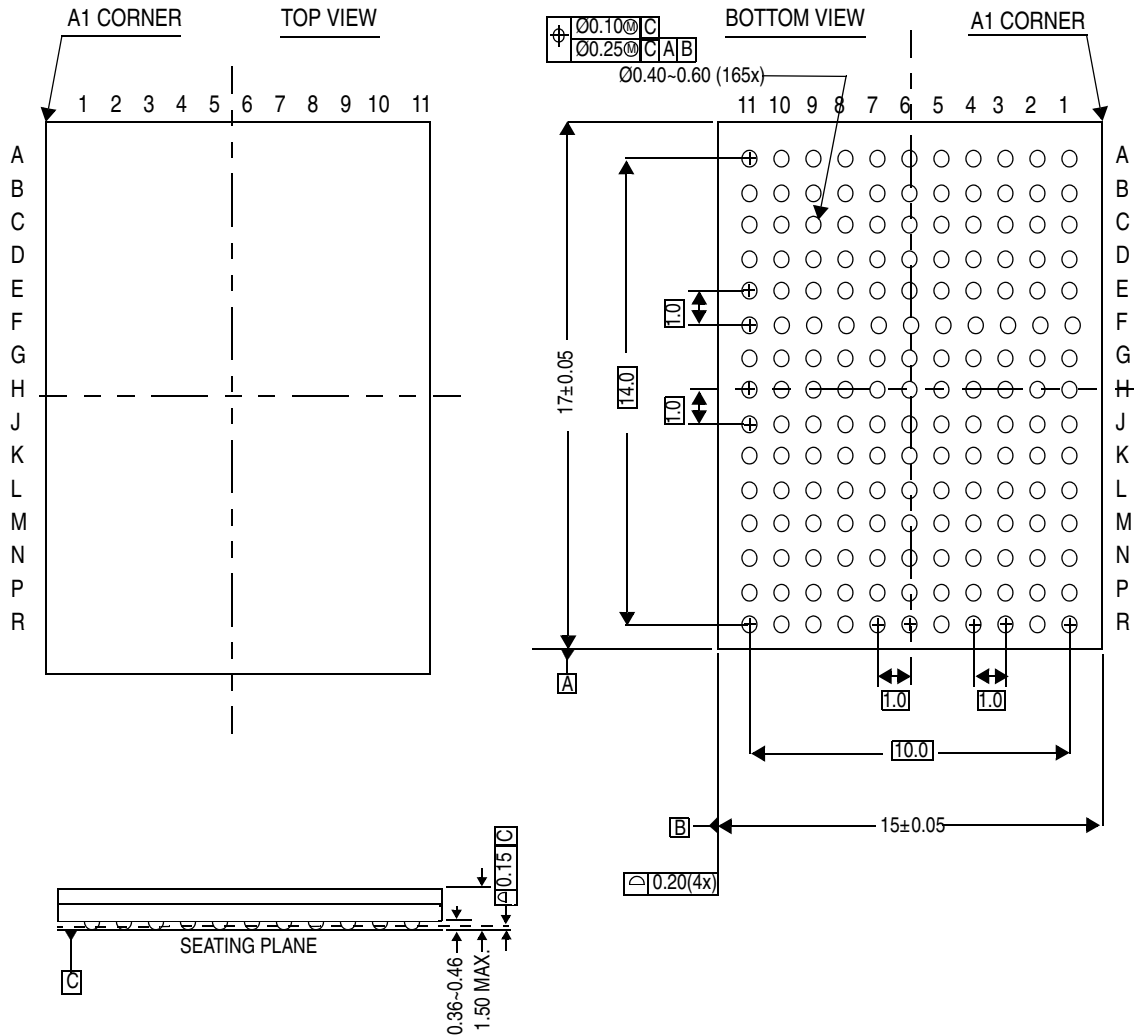 A1 CORNER TOP VIEW
1 2 3 4 5 6 7 8 9 10 11
A
B
C
D
E
F
G
H
J
K
L
M
N
P
R
Ø0.10Ⓜ C
Ø0.25Ⓜ C A B
BOTTOM VIEW A1 CORNER
Ø0.40~0.60 (165x)
11 10 9 8 7 6 5 4 3 2 1
A
B
C
D
E
F
G
H
J
K
L
M
N
P
R
17±0.05
14.0
1.0
1.0
A
1.0 1.0
10.0
B 15±0.05
0.20(4x)
0.15 C
SEATING PLANE
C
0.36~0.46
1.50 MAX.